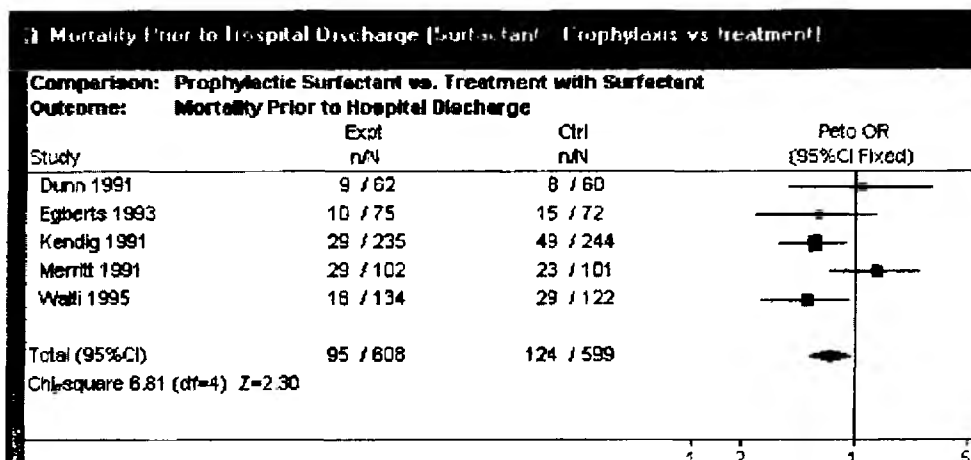 Mortality Prior to Hospital Discharge [Surfactant: Prophylaxis vs treatment]
Comparison: Prophylactic Surfactant vs. Treatment with Surfactant
Outcome: Mortality Prior to Hospital Discharge
Expt Ctrl Peto OR
Study n/N n/N (95%CI Fixed)
Dunn 1991 9 / 62 8 / 60
Egberts 1993 10 / 75 15 / 72
Kendig 1991 29 / 235 49 / 244
Merritt 1991 29 / 102 23 / 101
Walti 1995 18 / 134 29 / 122
Total (95%CI) 95 / 608 124 / 599
Chi-square 6.81 (df=4) Z=2.30
.1 .2 1 5